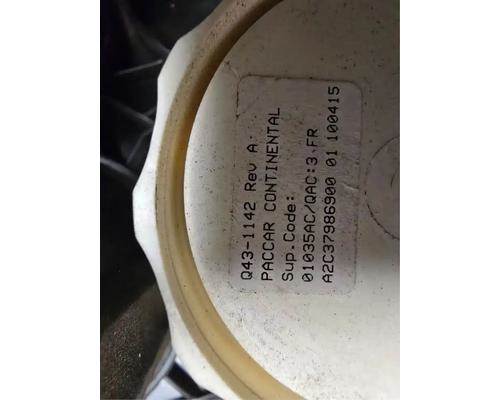 Q43-1142 Rev A
PACCAR CONTINENTAL
Sup.Code:
01035AC/QAC:3.FR
A2C37986900 01 100415